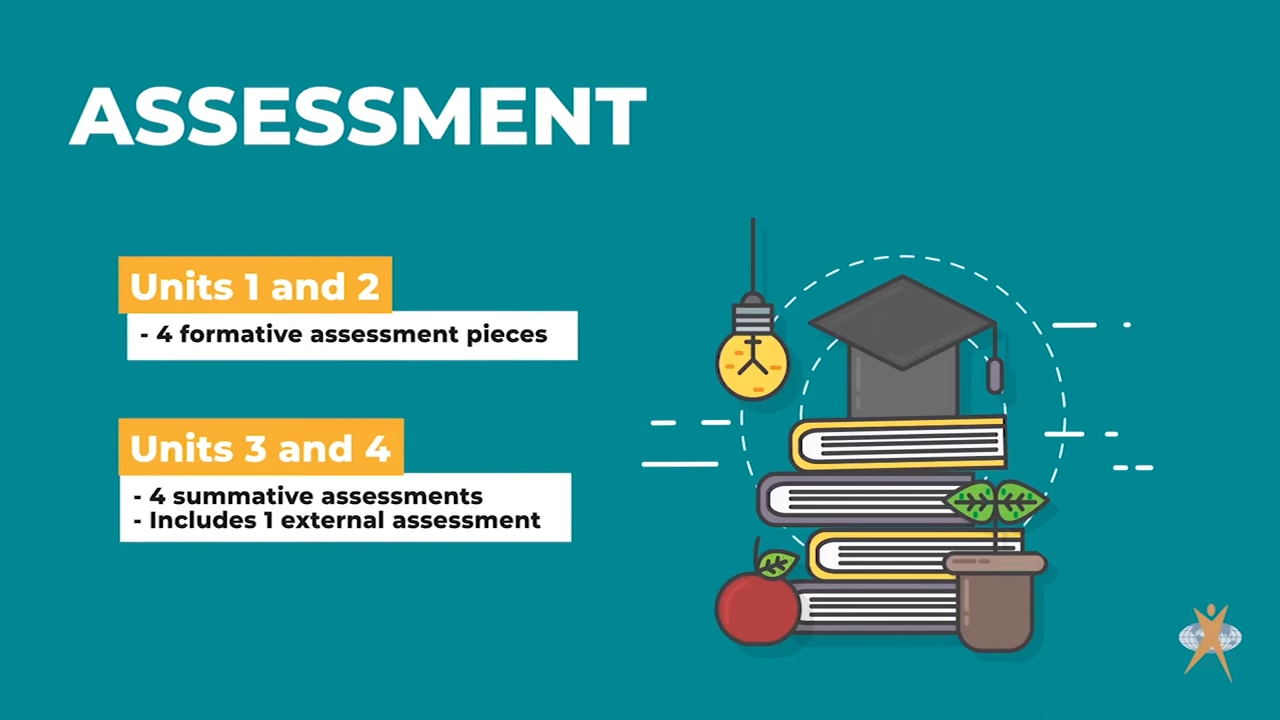 ASSESSMENT
Units 1 and 2
- 4 formative assessment pieces
Units 3 and 4
- 4 summative assessments
- Includes 1 external assessment